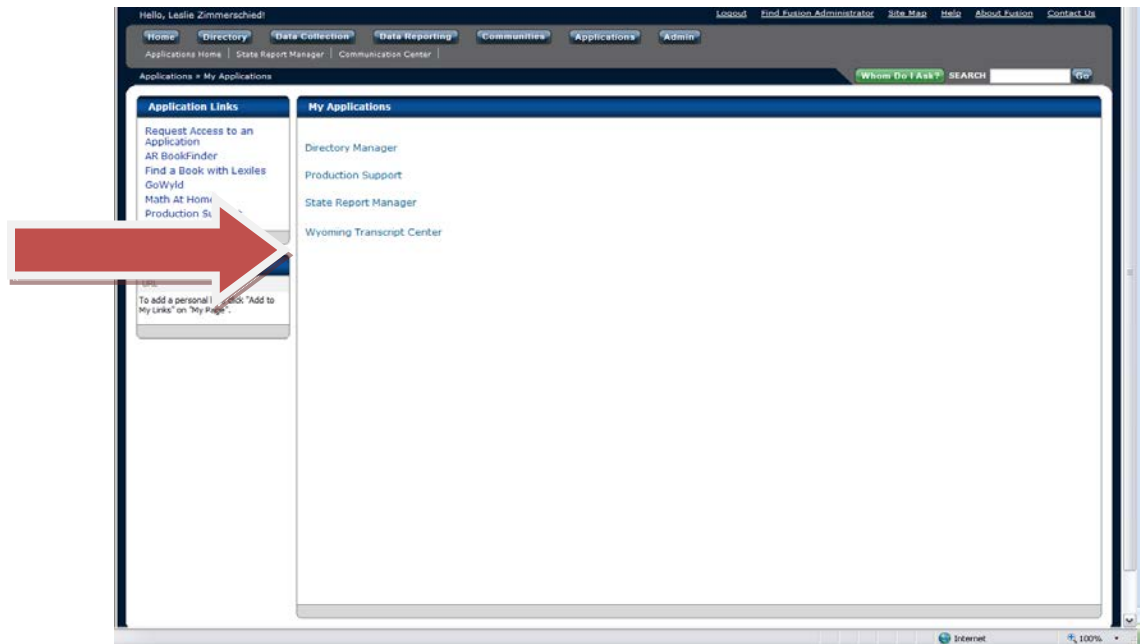 Hello, Leslie Zimmerschied!
Logout Find Fusion Administrator Site Map Help About Fusion Contact Us
Home Directory Data Collection Data Reporting Communities Applications Admin
Applications Home | State Report Manager | Communication Center |
Applications » My Applications
Whom Do I Ask? SEARCH Go
Application Links
Request Access to an
Application
AR BookFinder
Find a Book with Lexiles
GoWyld
Math At Home
Production
URL
To add a personal click "Add to
My Links" on "My Page".
My Applications
Directory Manager
Production Support
State Report Manager
Wyoming Transcript Center
Internet 100%